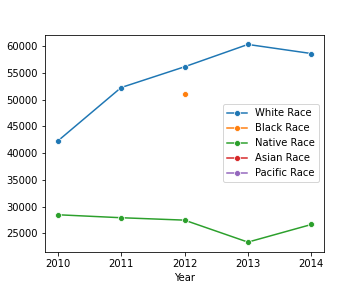 60000
55000
50000
45000
40000
35000
30000
25000
White Race
Black Race
Native Race
Asian Race
Pacific Race
2010 2011 2012 2013 2014
Year